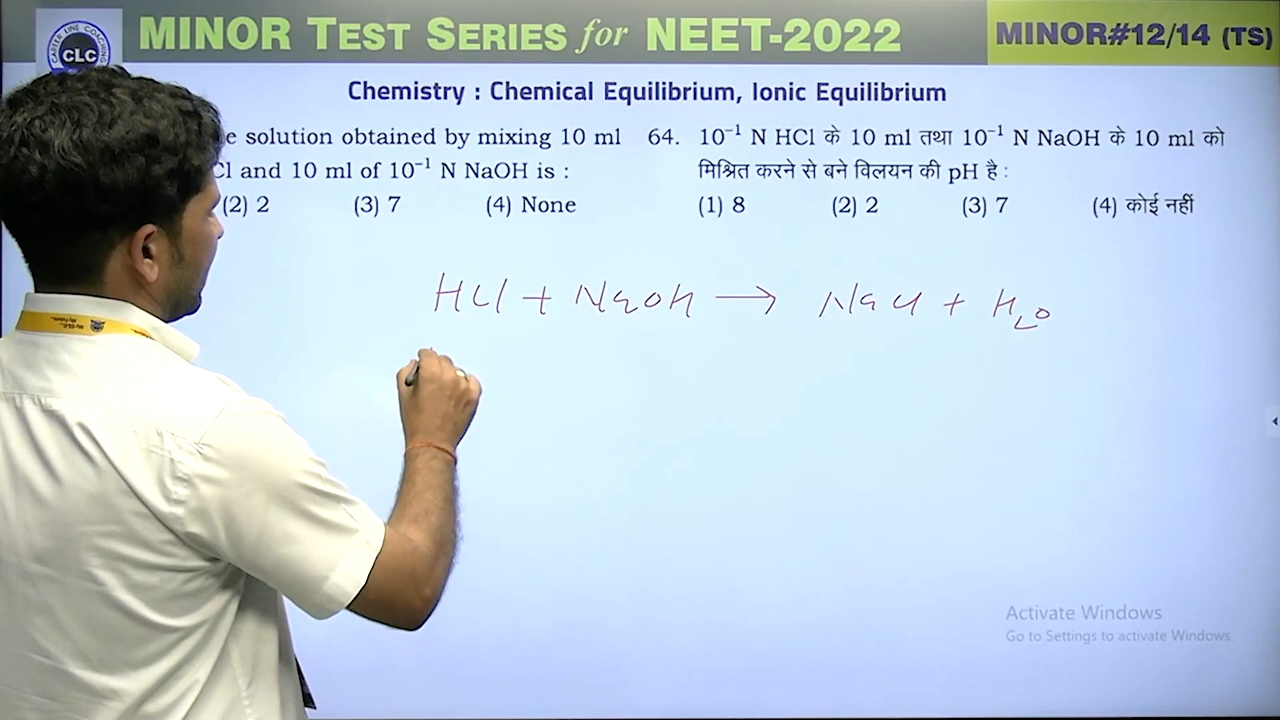 CLC
MINOR TEST SERIES for NEET-2022
MINOR#12/14 (TS)
Chemistry : Chemical Equilibrium, Ionic Equilibrium
solution obtained by mixing 10 ml
and 10 ml of 10⁻¹ N NaOH is :
(2) 2 (3) 7 (4) None
64. 10⁻¹ N HCl के 10 ml तथा 10⁻¹ N NaOH के 10 ml को
मिश्रित करने से बने विलयन की pH है :
(1) 8 (2) 2 (3) 7 (4) कोई नहीं
HCl + NaOH → NaCl + H₂O
Activate Windows
Go to Settings to activate Windows.